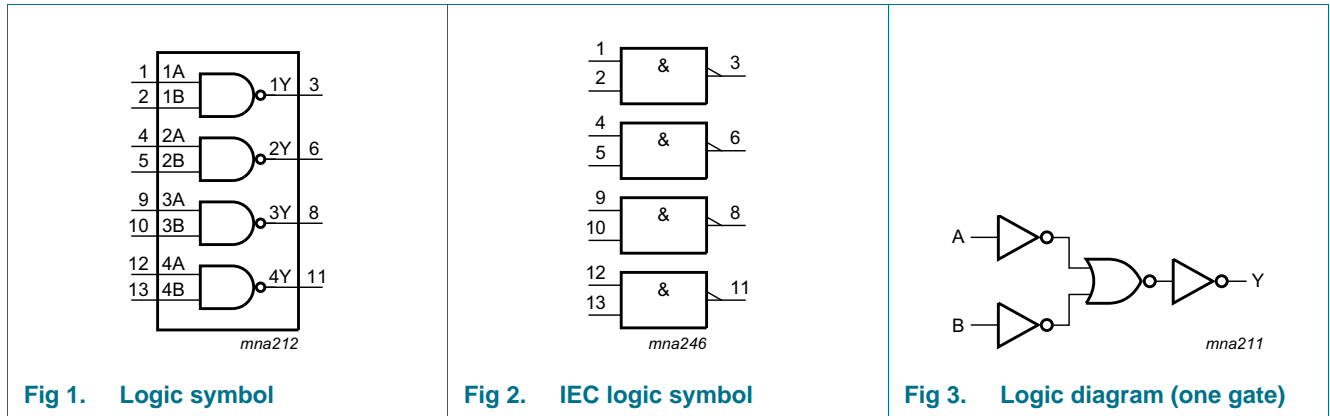 1 1A 1Y 3
2 1B
4 2A 2Y 6
5 2B
9 3A 3Y 8
10 3B
12 4A 4Y 11
13 4B
mna212
Fig 1. Logic symbol
1 & 3
2
4 & 6
5
9 & 8
10
12 & 11
13
mna246
Fig 2. IEC logic symbol
A
Y
B
mna211
Fig 3. Logic diagram (one gate)